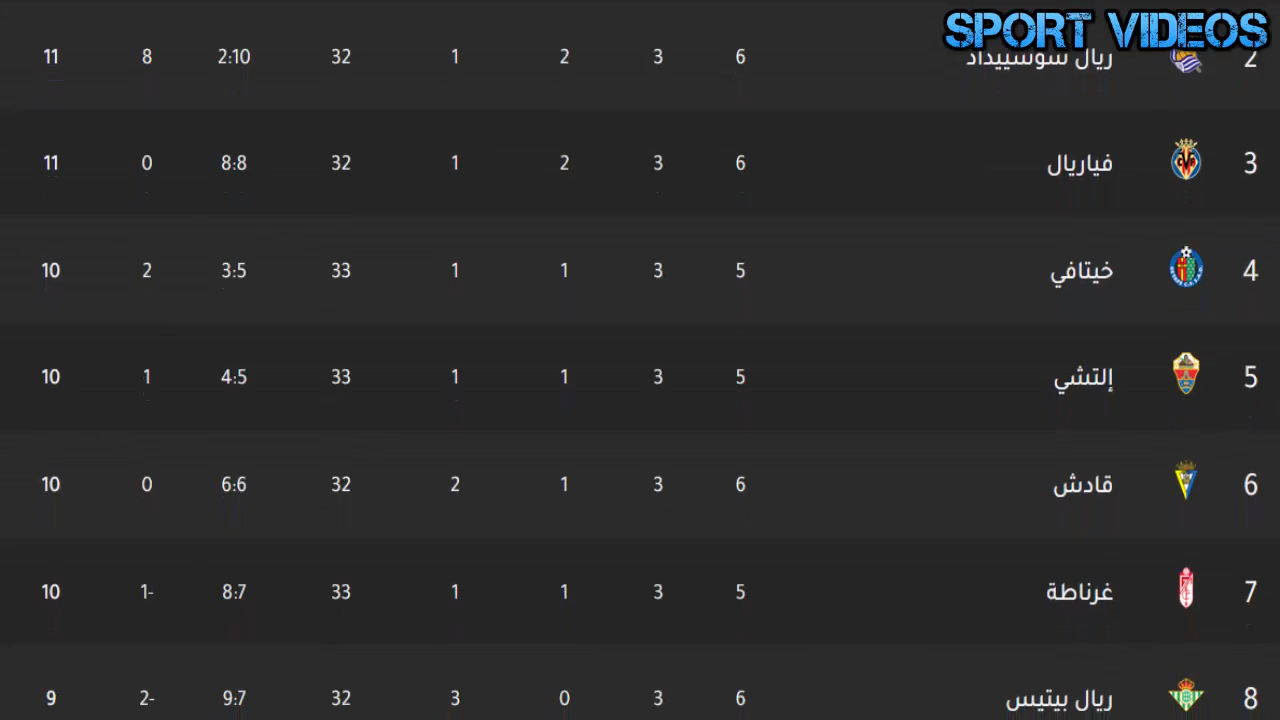 SPORT VIDEOS
2 ريال سوسييداد 6 3 2 1 32 2:10 8 11
3 فياريال 6 3 2 1 32 8:8 0 11
4 خيتافي 5 3 1 1 33 3:5 2 10
5 إلتشي 5 3 1 1 33 4:5 1 10
6 قادش 6 3 1 2 32 6:6 0 10
7 غرناطة 5 3 1 1 33 8:7 1- 10
8 ريال بيتيس 6 3 0 3 32 9:7 2- 9